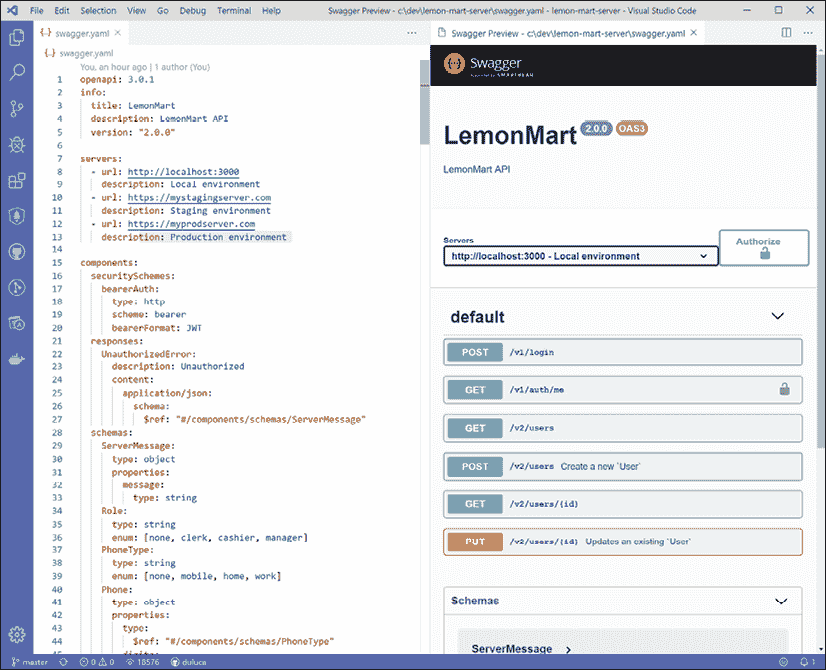 File Edit Selection View Go Debug Terminal Help
Swagger Preview - c:\dev\lemon-mart-server\swagger.yaml - lemon-mart-server - Visual Studio Code
{··} swagger.yaml ×
···
{··} swagger.yaml
You, an hour ago | 1 author (You)
1 openapi: 3.0.1
2 info:
3 title: LemonMart
4 description: LemonMart API
5 version: "2.0.0"
6
7 servers:
8 - url: http://localhost:3000
9 description: Local environment
10 - url: https://mystagingserver.com
11 description: Staging environment
12 - url: https://myprodserver.com
13 description: Production environment
14
15 components:
16 securitySchemes:
17 bearerAuth:
18 type: http
19 scheme: bearer
20 bearerFormat: JWT
21 responses:
22 UnauthorizedError:
23 description: Unauthorized
24 content:
25 application/json:
26 schema:
27 $ref: "#/components/schemas/ServerMessage"
28 schemas:
29 ServerMessage:
30 type: object
31 properties:
32 message:
33 type: string
34 Role:
35 type: string
36 enum: [none, clerk, cashier, manager]
37 PhoneType:
38 type: string
39 enum: [none, mobile, home, work]
40 Phone:
41 type: object
42 properties:
43 type:
44 $ref: "#/components/schemas/PhoneType"
Swagger Preview - c:\dev\lemon-mart-server\swagger.yaml ×
···
{··} Swagger
Supported by SMARTBEAR
LemonMart 2.0.0 OAS3
LemonMart API
Servers
http://localhost:3000 - Local environment
Authorize
default
POST /v1/login
GET /v1/auth/me
GET /v2/users
POST /v2/users Create a new `User`
GET /v2/users/{id}
PUT /v2/users/{id} Updates an existing `User`
Schemas
ServerMessage >
master 0 0 18576 duluca
1